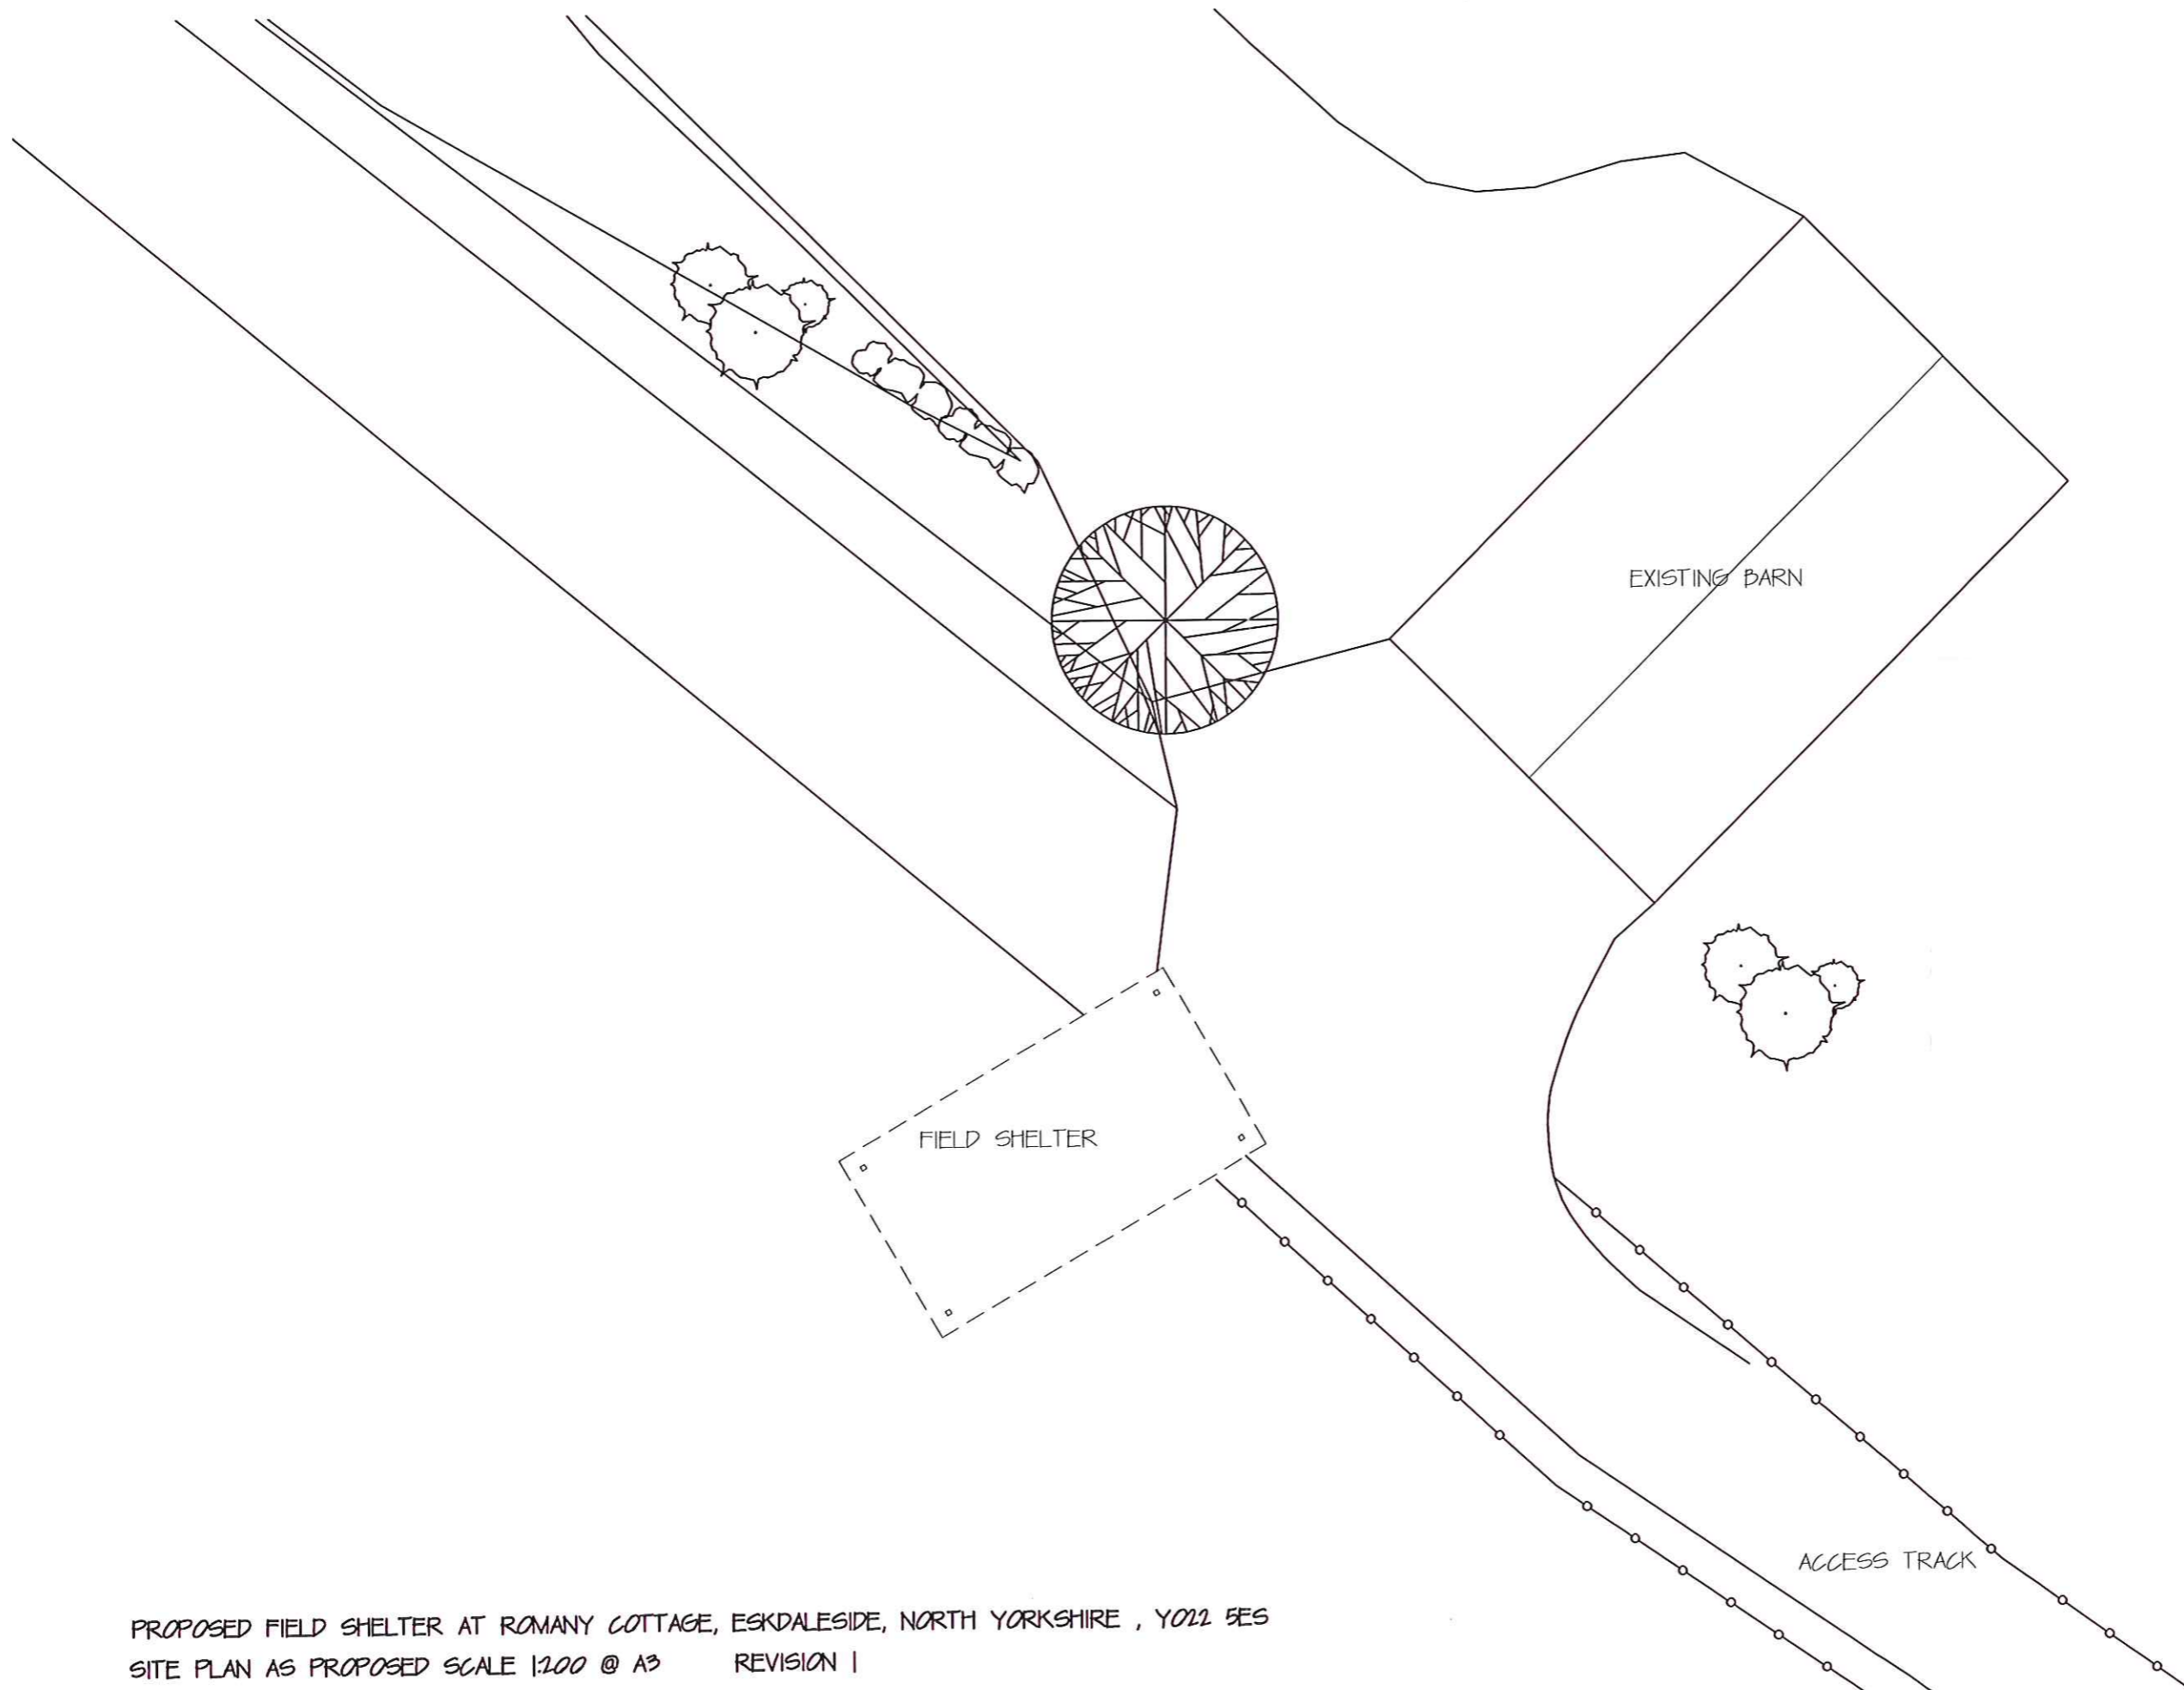 EXISTING BARN
FIELD SHELTER
ACCESS TRACK
PROPOSED FIELD SHELTER AT ROMANY COTTAGE, ESKDALESIDE, NORTH YORKSHIRE , YO22 5ES
SITE PLAN AS PROPOSED SCALE 1:200 @ A3 REVISION 1